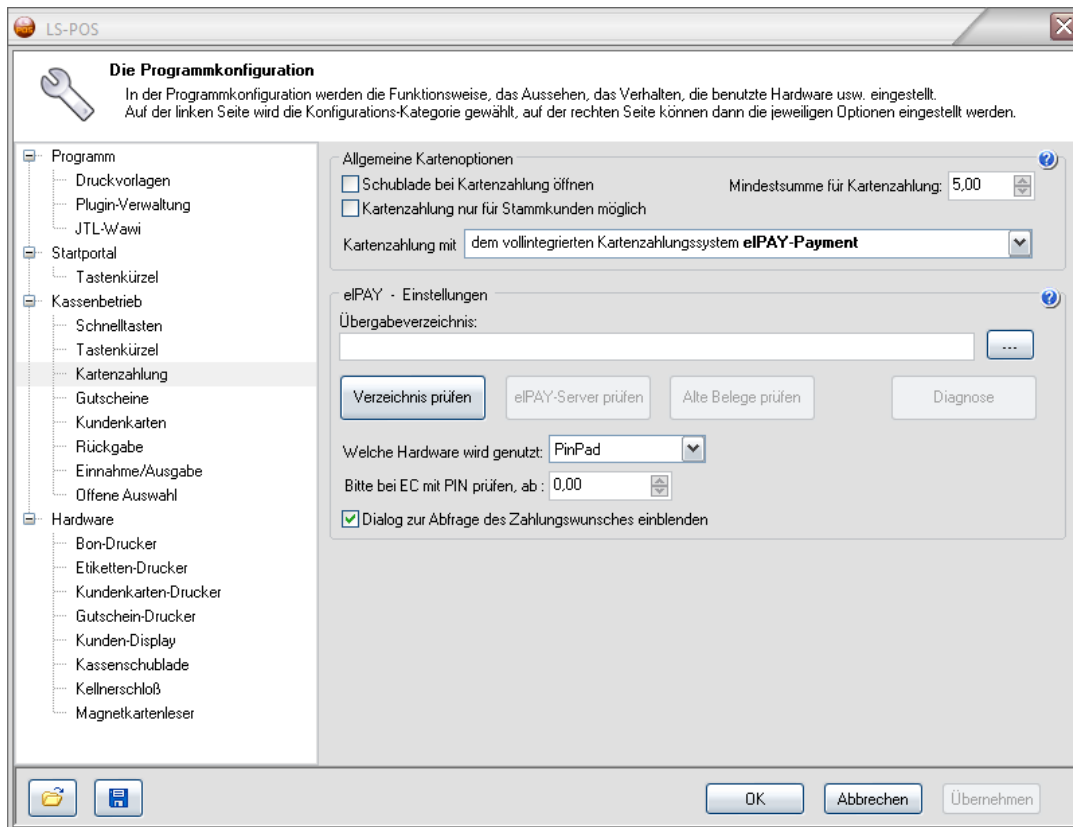 LS-POS
Die Programmkonfiguration
In der Programmkonfiguration werden die Funktionsweise, das Aussehen, das Verhalten, die benutzte Hardware usw. eingestellt.
Auf der linken Seite wird die Konfigurations-Kategorie gewählt, auf der rechten Seite können dann die jeweiligen Optionen eingestellt werden.
Programm
Druckvorlagen
Plugin-Verwaltung
JTL-Wawi
Startportal
Tastenkürzel
Kassenbetrieb
Schnelltasten
Tastenkürzel
Kartenzahlung
Gutscheine
Kundenkarten
Rückgabe
Einnahme/Ausgabe
Offene Auswahl
Hardware
Bon-Drucker
Etiketten-Drucker
Kundenkarten-Drucker
Gutschein-Drucker
Kunden-Display
Kassenschublade
Kellnerschloß
Magnetkartenleser
Allgemeine Kartenoptionen
Schublade bei Kartenzahlung öffnen
Mindestsumme für Kartenzahlung: 5,00
Kartenzahlung nur für Stammkunden möglich
Kartenzahlung mit dem vollintegrierten Kartenzahlungssystem elPAY-Payment
elPAY - Einstellungen
Übergabeverzeichnis:
...
Verzeichnis prüfen
elPAY-Server prüfen
Alte Belege prüfen
Diagnose
Welche Hardware wird genutzt: PinPad
Bitte bei EC mit PIN prüfen, ab : 0,00
Dialog zur Abfrage des Zahlungswunsches einblenden
OK
Abbrechen
Übernehmen